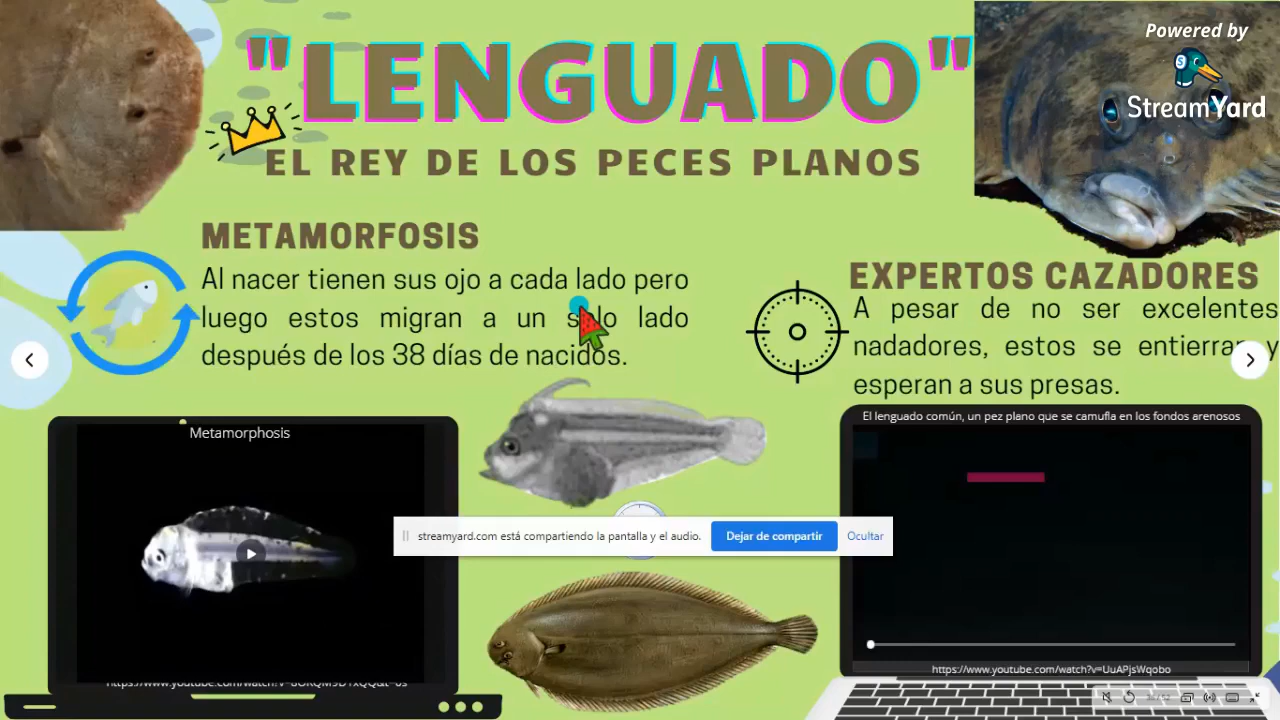 Powered by
StreamYard
"LENGUADO"
EL REY DE LOS PECES PLANOS
METAMORFOSIS
Al nacer tienen sus ojo a cada lado pero
luego estos migran a un solo lado
después de los 38 días de nacidos.
EXPERTOS CAZADORES
A pesar de no ser excelentes
nadadores, estos se entierran y
esperan a sus presas.
Metamorphosis
El lenguado común, un pez plano que se camufla en los fondos arenosos
streamyard.com está compartiendo la pantalla y el audio.
Dejar de compartir
Ocultar
https://www.youtube.com/watch?v=UuAPjsWqobo